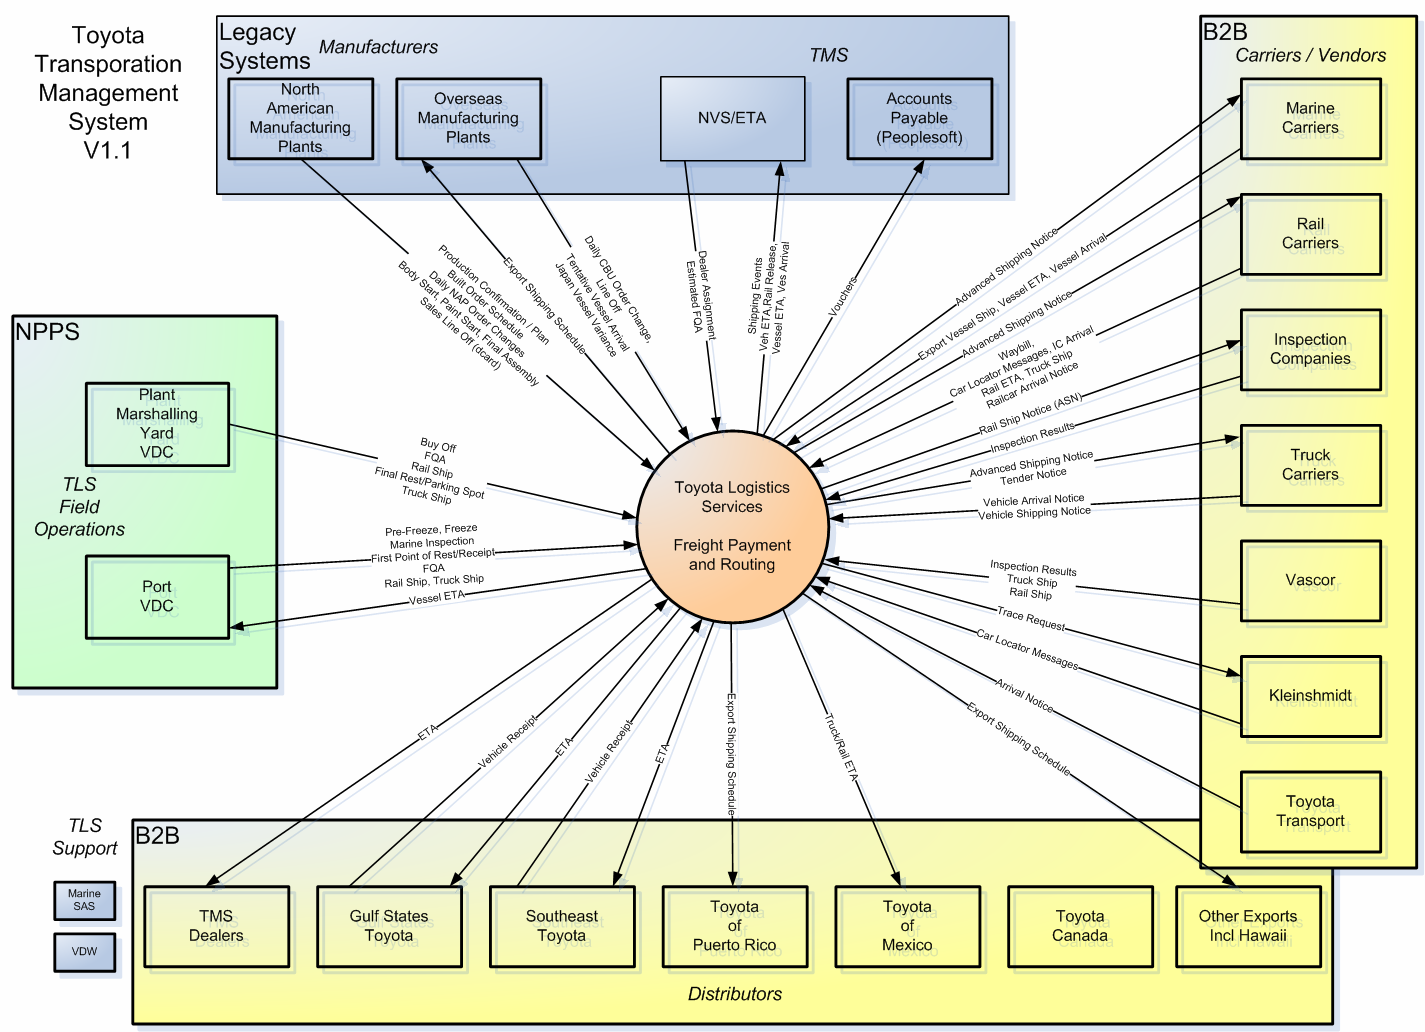 Toyota
Transporation
Management
System
V1.1
Legacy
Systems
Manufacturers
TMS
North
American
Manufacturing
Plants
Overseas
Manufacturing
Plants
NVS/ETA
Accounts
Payable
(Peoplesoft)
B2B
Carriers / Vendors
Marine
Carriers
Rail
Carriers
Inspection
Companies
Truck
Carriers
Vascor
Kleinshmidt
Toyota
Transport
NPPS
Plant
Marshalling
Yard
VDC
TLS
Field
Operations
Port
VDC
Production Confirmation / Plan
Built Order Schedule
Daily NAP Order Changes
Body Start, Paint Start, Final Assembly
Sales Line Off (dcard)
Export Shipping Schedule
Daily CBU Order Change,
Line Off
Tentative Vessel Arrival
Japan Vessel Variance
Dealer Assignment
Estimated FQA
Shipping Events
Veh ETA,Rail Release,
Vessel ETA, Ves Arrival
Vouchers
Advanced Shipping Notice
Export Vessel Ship, Vessel ETA, Vessel Arrival
Advanced Shipping Notice
Waybill,
Car Locator Messages, IC Arrival
Rail ETA, Truck Ship
Railcar Arrival Notice
Rail Ship Notice (ASN)
Inspection Results
Advanced Shipping Notice
Tender Notice
Vehicle Arrival Notice
Vehicle Shipping Notice
Buy Off
FQA
Rail Ship
Final Rest/Parking Spot
Truck Ship
Pre-Freeze, Freeze
Marine Inspection
First Point of Rest/Receipt
FQA
Rail Ship, Truck Ship
Vessel ETA
Toyota Logistics
Services
Freight Payment
and Routing
Inspection Results
Truck Ship
Rail Ship
Trace Request
Car Locator Messages
Arrival Notice
Export Shipping Schedule
ETA
Vehicle Receipt
ETA
Vehicle Receipt
ETA
Export Shipping Schedule
Truck/Rail ETA
TLS
Support
Marine
SAS
VDW
B2B
TMS
Dealers
Gulf States
Toyota
Southeast
Toyota
Toyota
of
Puerto Rico
Toyota
of
Mexico
Toyota
Canada
Other Exports
Incl Hawaii
Distributors